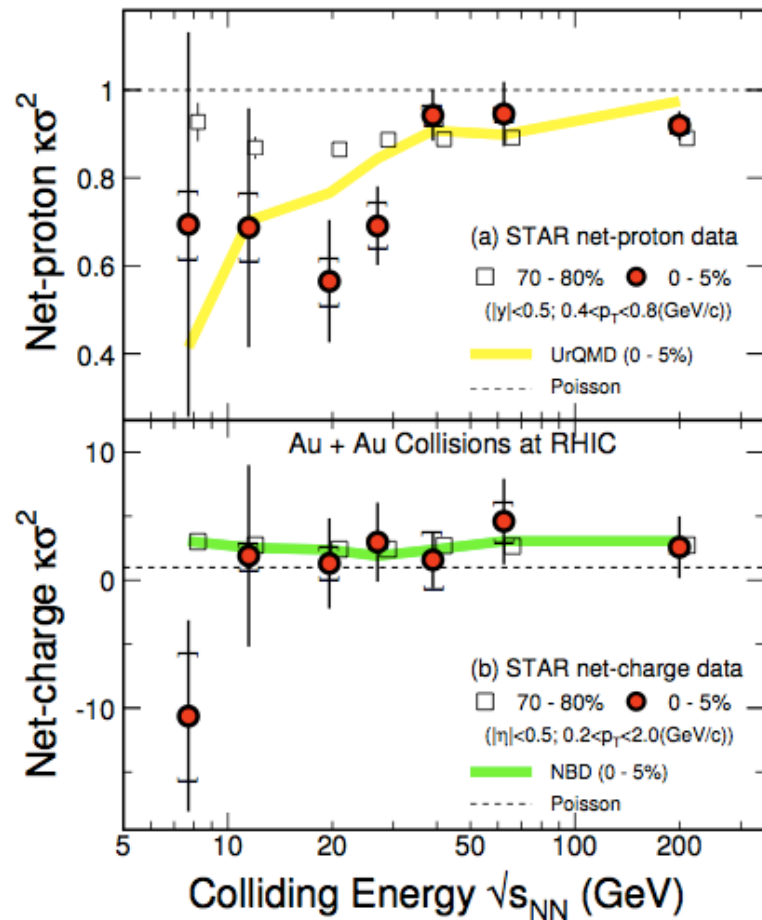 Net-proton κσ²
1
0.8
0.6
0.4
(a) STAR net-proton data
70 - 80% 0 - 5%
(|y|<0.5; 0.4<p_T<0.8(GeV/c))
UrQMD (0 - 5%)
Poisson
Au + Au Collisions at RHIC
Net-charge κσ²
10
0
-10
(b) STAR net-charge data
70 - 80% 0 - 5%
(|η|<0.5; 0.2<p_T<2.0(GeV/c))
NBD (0 - 5%)
Poisson
5 10 20 50 100 200
Colliding Energy √s_NN (GeV)